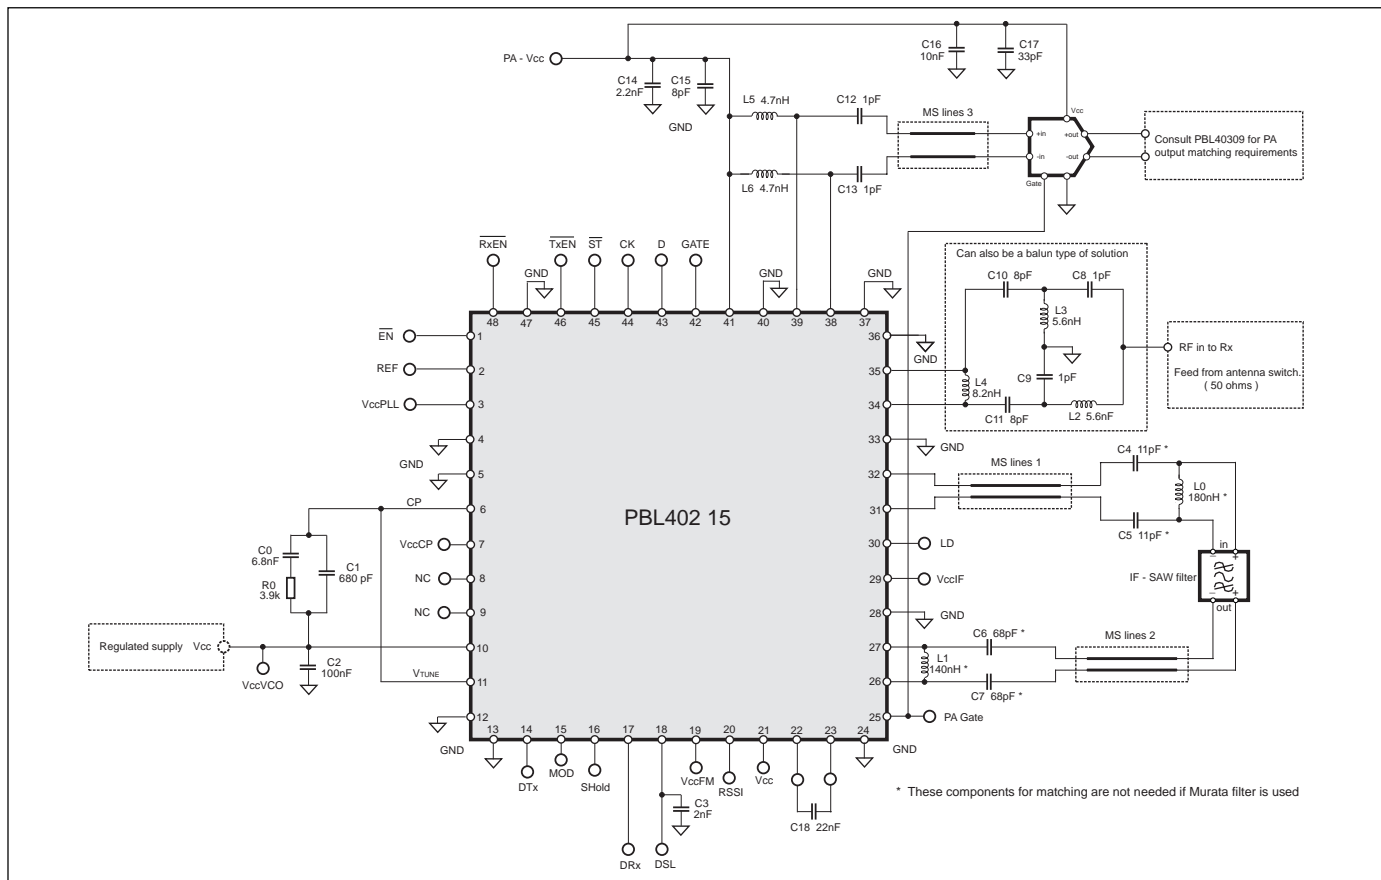 C16
10nF
C17
33pF
PA - Vcc
C14
2.2nF
C15
8pF
GND
L5 4.7nH
C12 1pF
MS lines 3
Vcc
+in
+out
-in
-out
Gate
Consult PBL40309 for PA
output matching requirements
L6 4.7nH
C13 1pF
RxEN
TxEN
ST
CK
D
GATE
GND
GND
GND
48
47
46
45
44
43
42
41
40
39
38
37
Can also be a balun type of solution
C10 8pF
C8 1pF
L3
5.6nH
C9
1pF
L4
8.2nH
C11 8pF
L2 5.6nF
RF in to Rx
Feed from antenna switch.
( 50 ohms )
EN
1
REF
2
VccPLL
3
4
GND
5
CP
6
VccCP
7
NC
8
NC
9
10
VTUNE
11
12
GND
C0
6.8nF
R0
3.9k
C1
680 pF
Regulated supply Vcc
VccVCO
C2
100nF
PBL402 15
36
GND
35
34
33
GND
32
31
30
LD
29
VccIF
28
GND
27
26
25
PA Gate
GND
MS lines 1
C4 11pF *
L0
180nH *
C5 11pF *
in
– +
IF - SAW filter
– +
out
C6 68pF *
L1
140nH *
C7 68pF *
MS lines 2
13
14
15
16
17
18
19
20
21
22
23
24
DTx
MOD
SHold
DRx
DSL
C3
2nF
VccFM
RSSI
Vcc
C18 22nF
* These components for matching are not needed if Murata filter is used